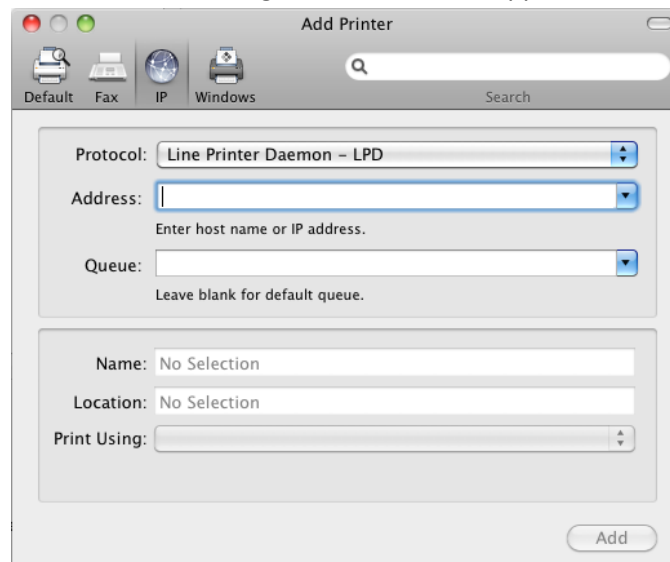 Add Printer
Default Fax IP Windows Search
Protocol: Line Printer Daemon – LPD
Address:
Enter host name or IP address.
Queue:
Leave blank for default queue.
Name: No Selection
Location: No Selection
Print Using:
Add